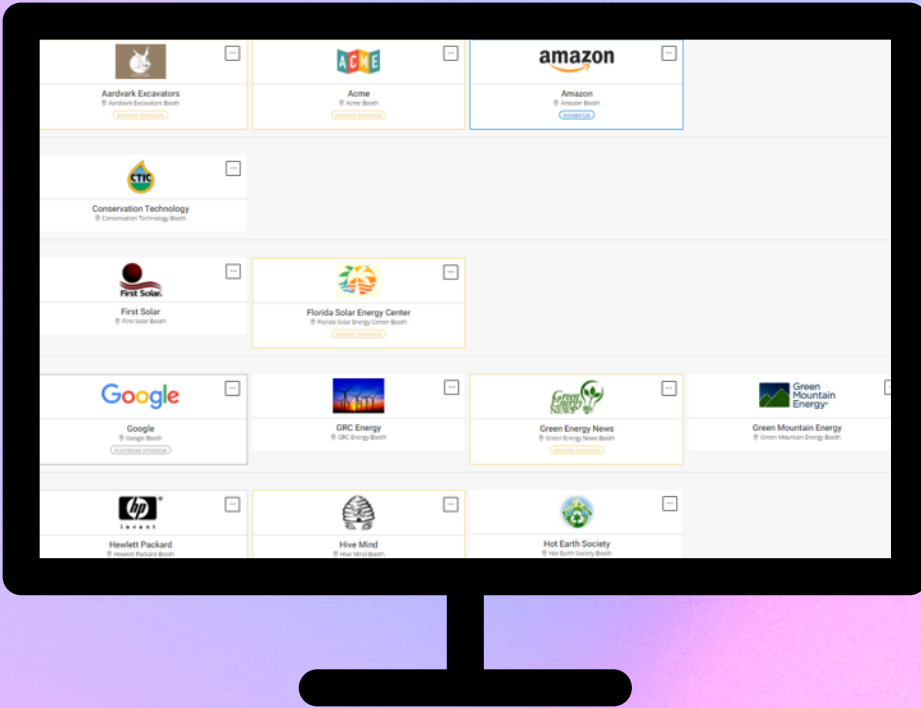 ACME
amazon
Aardvark Excavators
Aardvark Excavators Booth
BRONZE SPONSOR
Acme
Acme Booth
BRONZE SPONSOR
Amazon
Amazon Booth
EXHIBITOR
CTIC
Conservation Technology
Conservation Technology Booth
First Solar.
First Solar
First Solar Booth
Florida Solar Energy Center
Florida Solar Energy Center Booth
BRONZE SPONSOR
Google
Green Energy NEWS
Green Mountain Energy
Google
Google Booth
PLATINUM SPONSOR
GRC Energy
GRC Energy Booth
Green Energy News
Green Energy News Booth
BRONZE SPONSOR
Green Mountain Energy
Green Mountain Energy Booth
hp
invent
Hewlett Packard
Hewlett Packard Booth
Hive Mind
Hive Mind Booth
Hot Earth Society
Hot Earth Society Booth